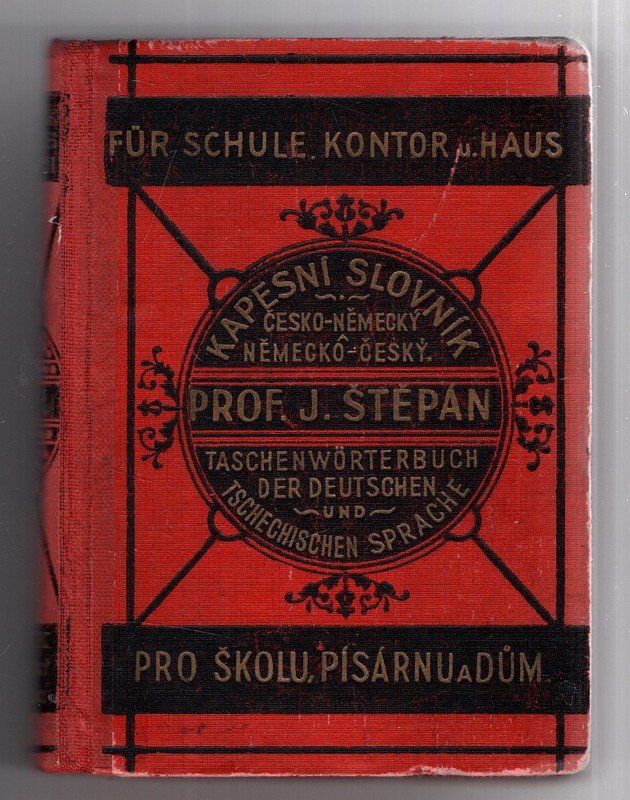 FÜR SCHULE, KONTOR u. HAUS
KAPESNÍ SLOVNÍK
ČESKO-NĚMECKÝ
NĚMECKO-ČESKÝ.
PROF. J. ŠTĚPÁN
TASCHENWÖRTERBUCH
DER DEUTSCHEN
UND
TSCHECHISCHEN SPRACHE
PRO ŠKOLU, PÍSÁRNU A DŮM.